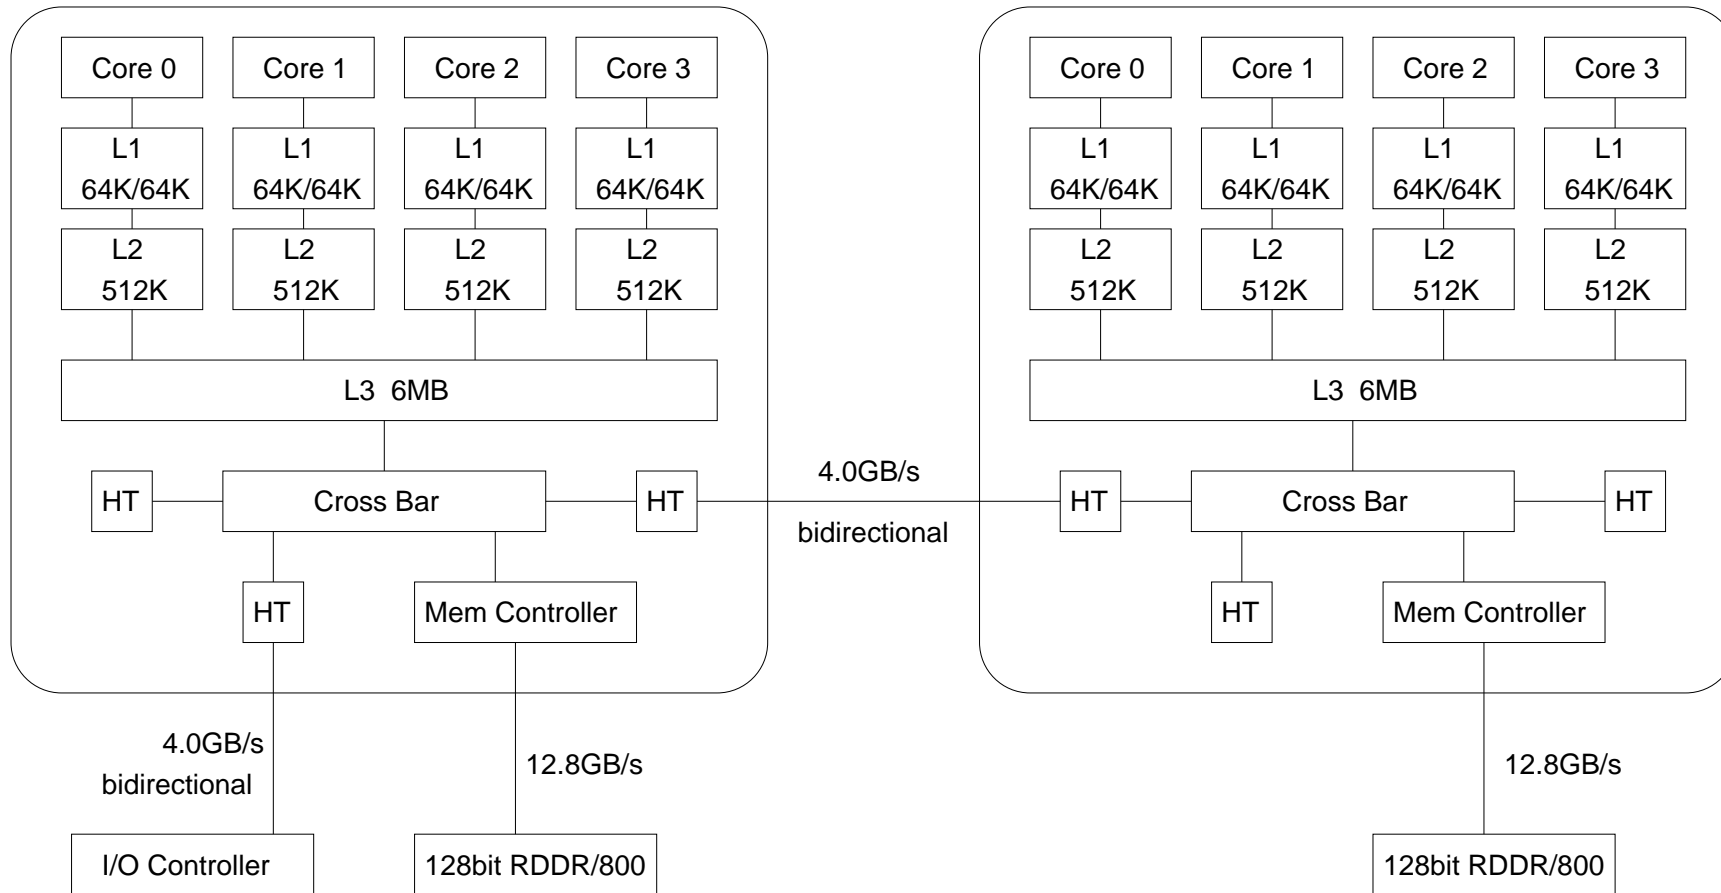 Core 0
Core 1
Core 2
Core 3
L1
64K/64K
L1
64K/64K
L1
64K/64K
L1
64K/64K
L2
512K
L2
512K
L2
512K
L2
512K
L3 6MB
HT
Cross Bar
HT
HT
Mem Controller
4.0GB/s
bidirectional
12.8GB/s
I/O Controller
128bit RDDR/800
4.0GB/s
bidirectional
Core 0
Core 1
Core 2
Core 3
L1
64K/64K
L1
64K/64K
L1
64K/64K
L1
64K/64K
L2
512K
L2
512K
L2
512K
L2
512K
L3 6MB
HT
Cross Bar
HT
HT
Mem Controller
12.8GB/s
128bit RDDR/800